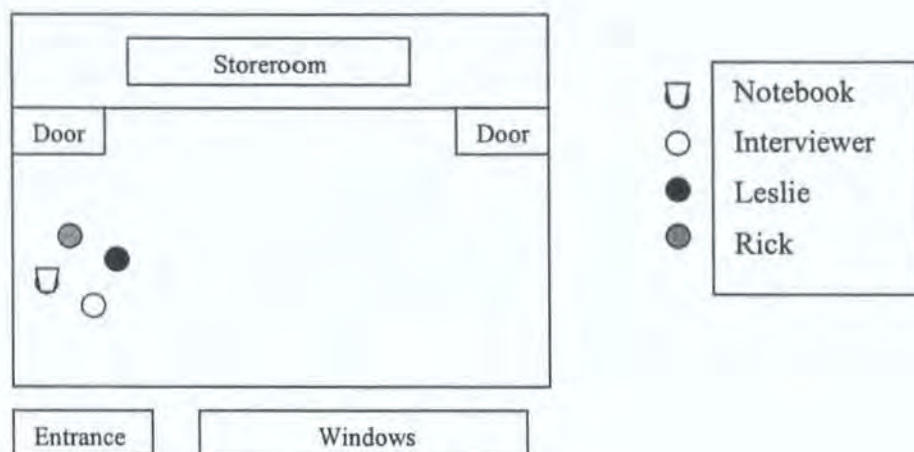 Storeroom
Door
Door
Notebook
Interviewer
Leslie
Rick
Entrance
Windows